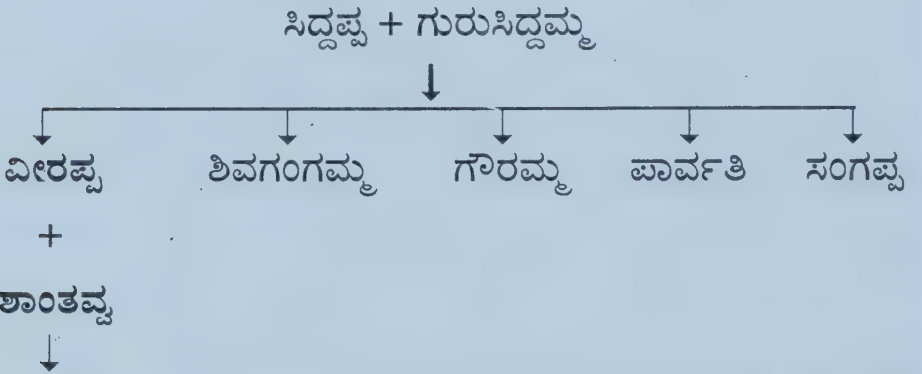 ಸಿದ್ದಪ್ಪ + ಗುರುಸಿದ್ದಮ್ಮ
ವೀರಪ್ಪ ಶಿವಗಂಗಮ್ಮ ಗೌರಮ್ಮ ಪಾರ್ವತಿ ಸಂಗಪ್ಪ
+
ಶಾಂತವ್ವ